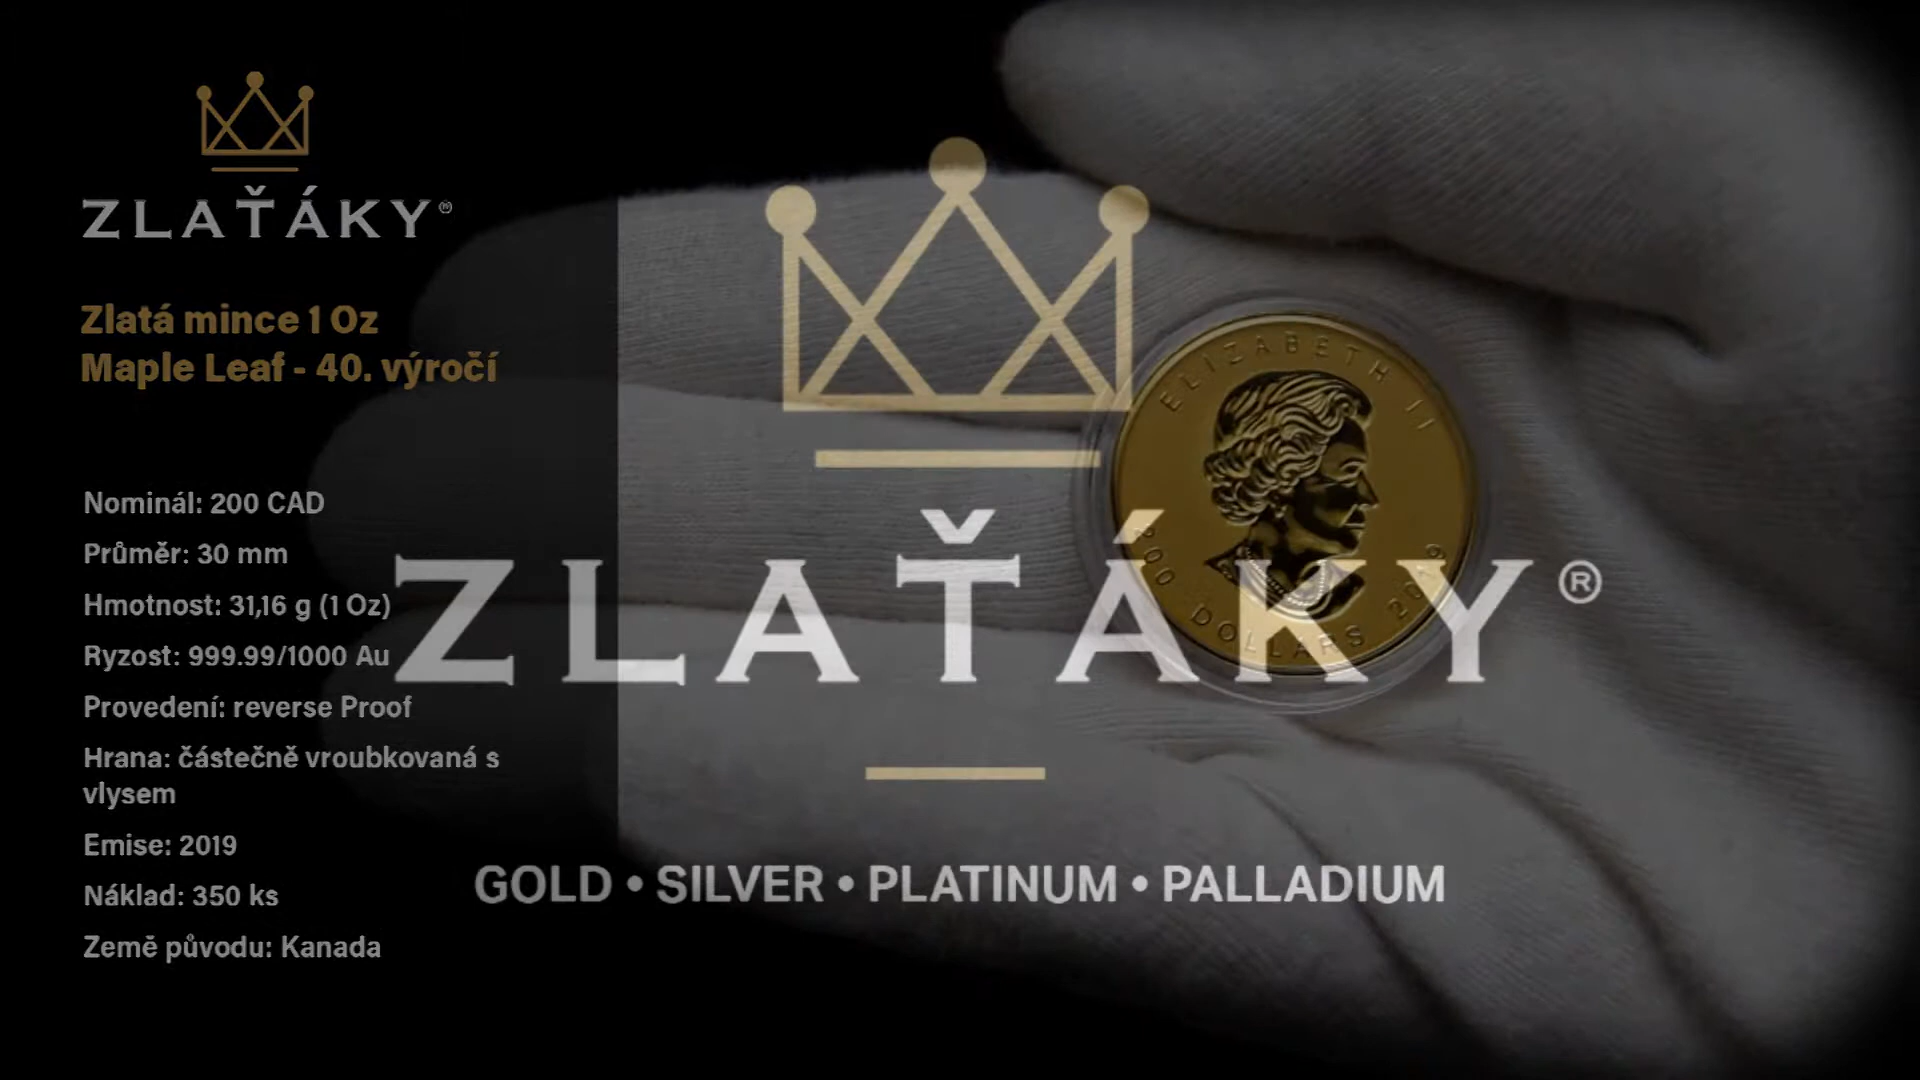 ZLAŤÁKY®
Zlatá mince 1 Oz
Maple Leaf - 40. výročí
Nominál: 200 CAD
Průměr: 30 mm
Hmotnost: 31,16 g (1 Oz)
Ryzost: 999.99/1000 Au
Provedení: reverse Proof
Hrana: částečně vroubkovaná s
vlysem
Emise: 2019
Náklad: 350 ks
Země původu: Kanada
ZLAŤÁKY®
GOLD • SILVER • PLATINUM • PALLADIUM
ELIZABETH II
200 DOLLARS 2019